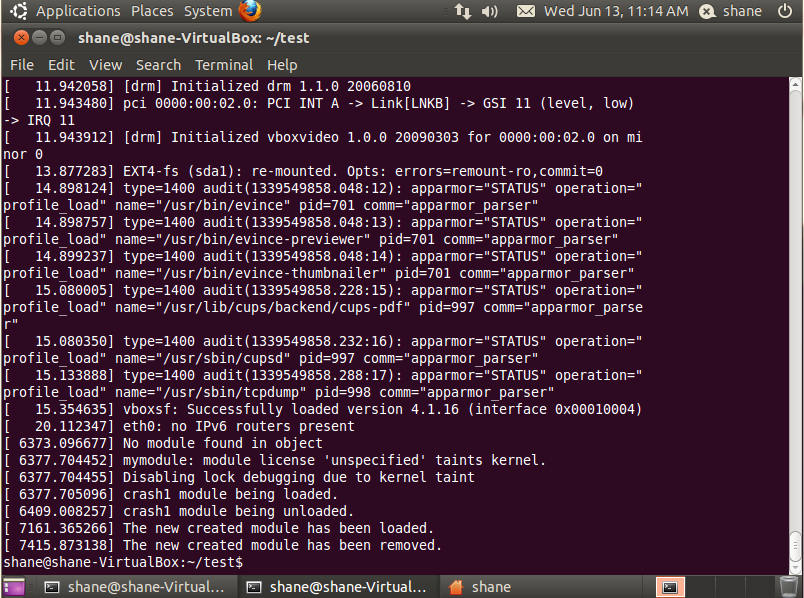 Applications Places System Wed Jun 13, 11:14 AM shane
shane@shane-VirtualBox: ~/test
File Edit View Search Terminal Help
[   11.942058] [drm] Initialized drm 1.1.0 20060810
[   11.943480] pci 0000:00:02.0: PCI INT A -> Link[LNKB] -> GSI 11 (level, low)
-> IRQ 11
[   11.943912] [drm] Initialized vboxvideo 1.0.0 20090303 for 0000:00:02.0 on mi
nor 0
[   13.877283] EXT4-fs (sda1): re-mounted. Opts: errors=remount-ro,commit=0
[   14.898124] type=1400 audit(1339549858.048:12): apparmor="STATUS" operation="
profile_load" name="/usr/bin/evince" pid=701 comm="apparmor_parser"
[   14.898757] type=1400 audit(1339549858.048:13): apparmor="STATUS" operation="
profile_load" name="/usr/bin/evince-previewer" pid=701 comm="apparmor_parser"
[   14.899237] type=1400 audit(1339549858.048:14): apparmor="STATUS" operation="
profile_load" name="/usr/bin/evince-thumbnailer" pid=701 comm="apparmor_parser"
[   15.080005] type=1400 audit(1339549858.228:15): apparmor="STATUS" operation="
profile_load" name="/usr/lib/cups/backend/cups-pdf" pid=997 comm="apparmor_parse
r"
[   15.080350] type=1400 audit(1339549858.232:16): apparmor="STATUS" operation="
profile_load" name="/usr/sbin/cupsd" pid=997 comm="apparmor_parser"
[   15.133888] type=1400 audit(1339549858.288:17): apparmor="STATUS" operation="
profile_load" name="/usr/sbin/tcpdump" pid=998 comm="apparmor_parser"
[   15.354635] vboxsf: Successfully loaded version 4.1.16 (interface 0x00010004)
[   20.112347] eth0: no IPv6 routers present
[ 6373.096677] No module found in object
[ 6377.704452] mymodule: module license 'unspecified' taints kernel.
[ 6377.704455] Disabling lock debugging due to kernel taint
[ 6377.705096] crash1 module being loaded.
[ 6409.008257] crash1 module being unloaded.
[ 7161.365266] The new created module has been loaded.
[ 7415.873138] The new created module has been removed.
shane@shane-VirtualBox:~/test$
shane@shane-Virtual... shane@shane-Virtual... shane